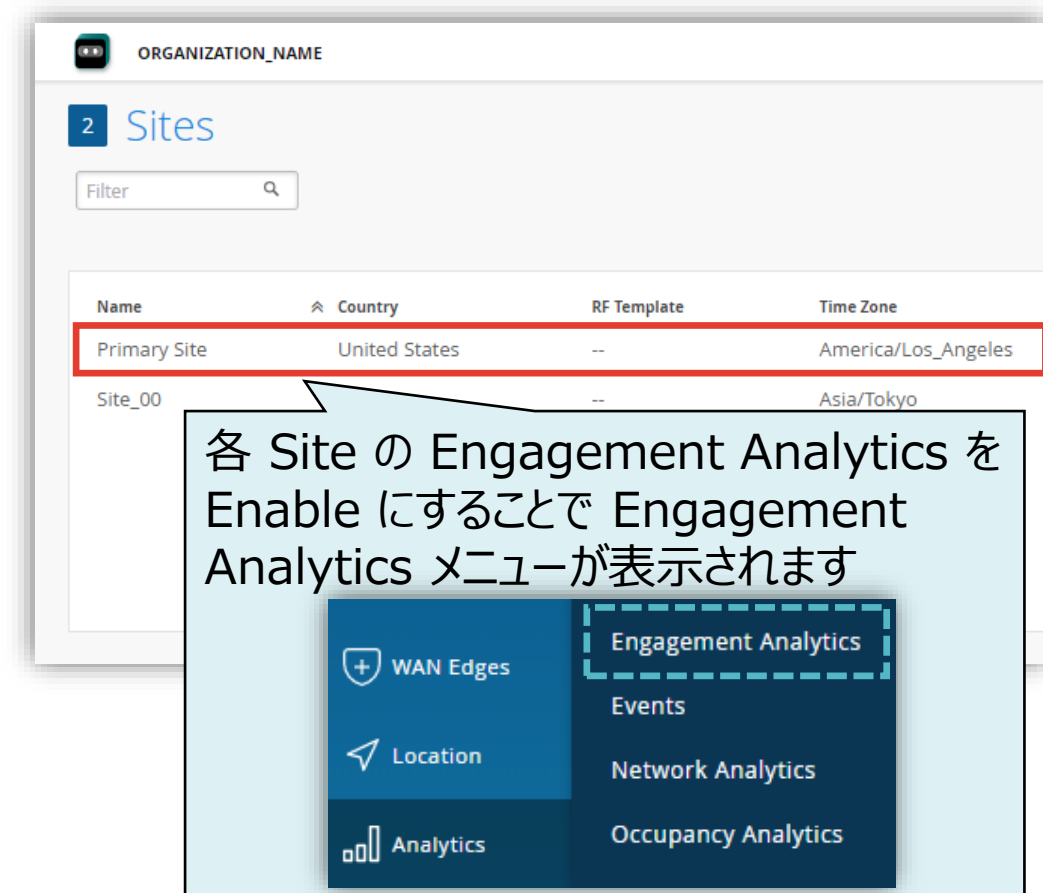 ORGANIZATION_NAME
2 Sites
Filter
Name Country RF Template Time Zone
Primary Site United States -- America/Los_Angeles
Site_00 -- Asia/Tokyo
各 Site の Engagement Analytics を
Enable にすることで Engagement
Analytics メニューが表示されます
Engagement Analytics
WAN Edges
Events
Location
Network Analytics
Occupancy Analytics
Analytics